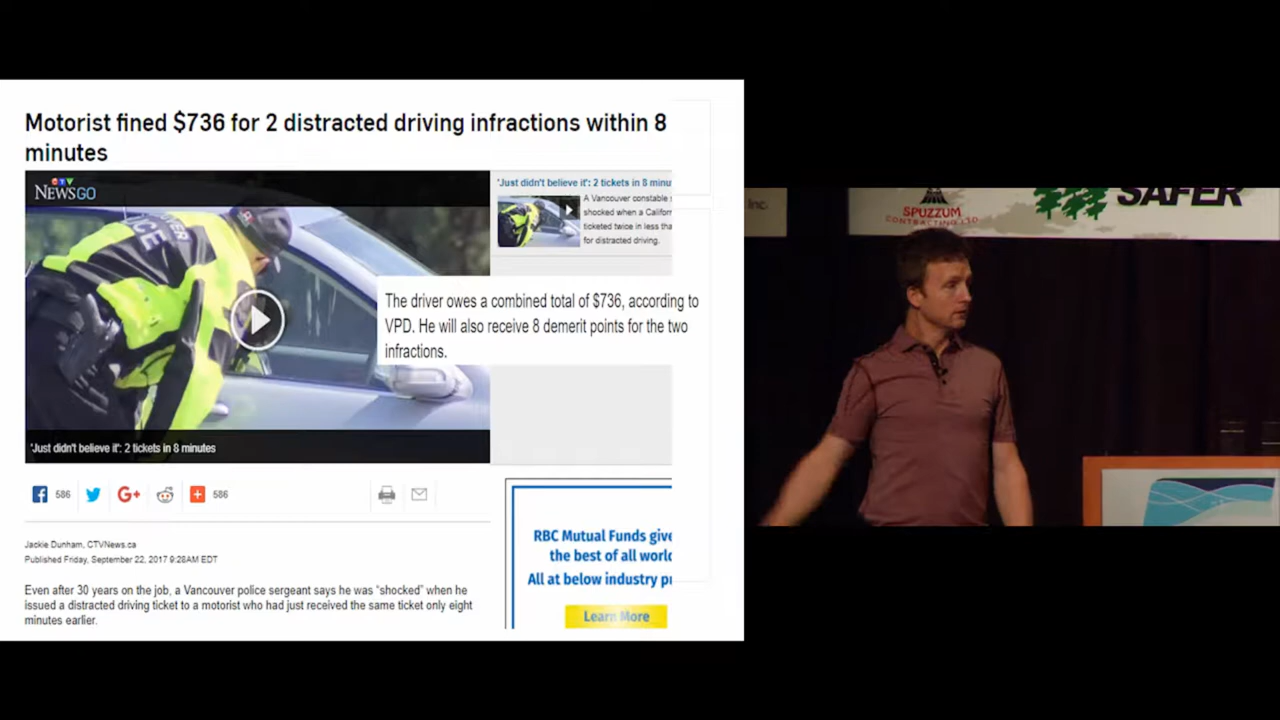 Motorist fined $736 for 2 distracted driving infractions within 8
minutes
CTV
NEWSGO
'Just didn't believe it': 2 tickets in 8 minu
A Vancouver constable
shocked when a Califor
ticketed twice in less tha
for distracted driving.
The driver owes a combined total of $736, according to
VPD. He will also receive 8 demerit points for the two
infractions.
'Just didn't believe it': 2 tickets in 8 minutes
586
G+
586
Jackie Dunham, CTVNews.ca
Published Friday, September 22, 2017 9:28AM EDT
Even after 30 years on the job, a Vancouver police sergeant says he was "shocked" when he
issued a distracted driving ticket to a motorist who had just received the same ticket only eight
minutes earlier.
RBC Mutual Funds give
the best of all world
All at below industry pr
Learn More
Inc.
SPUZZUM
CONTRACTING LTD
SAFER